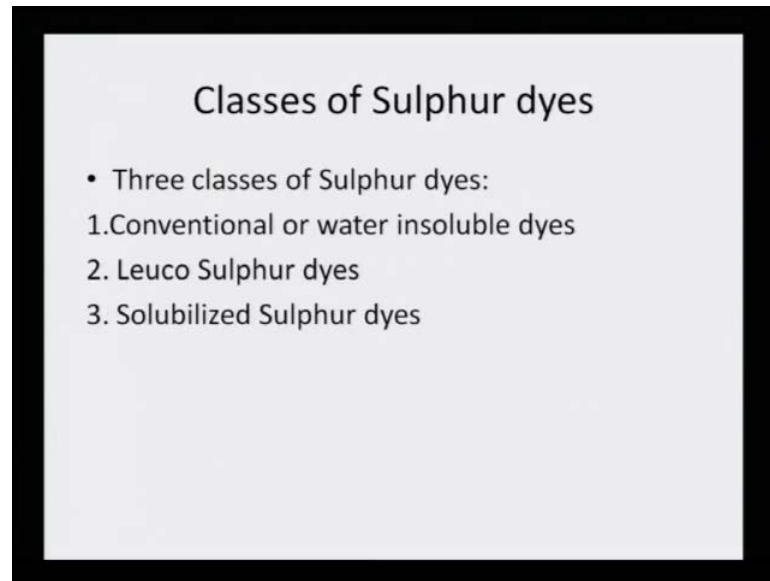 Classes of Sulphur dyes
• Three classes of Sulphur dyes:
1.Conventional or water insoluble dyes
2. Leuco Sulphur dyes
3. Solubilized Sulphur dyes